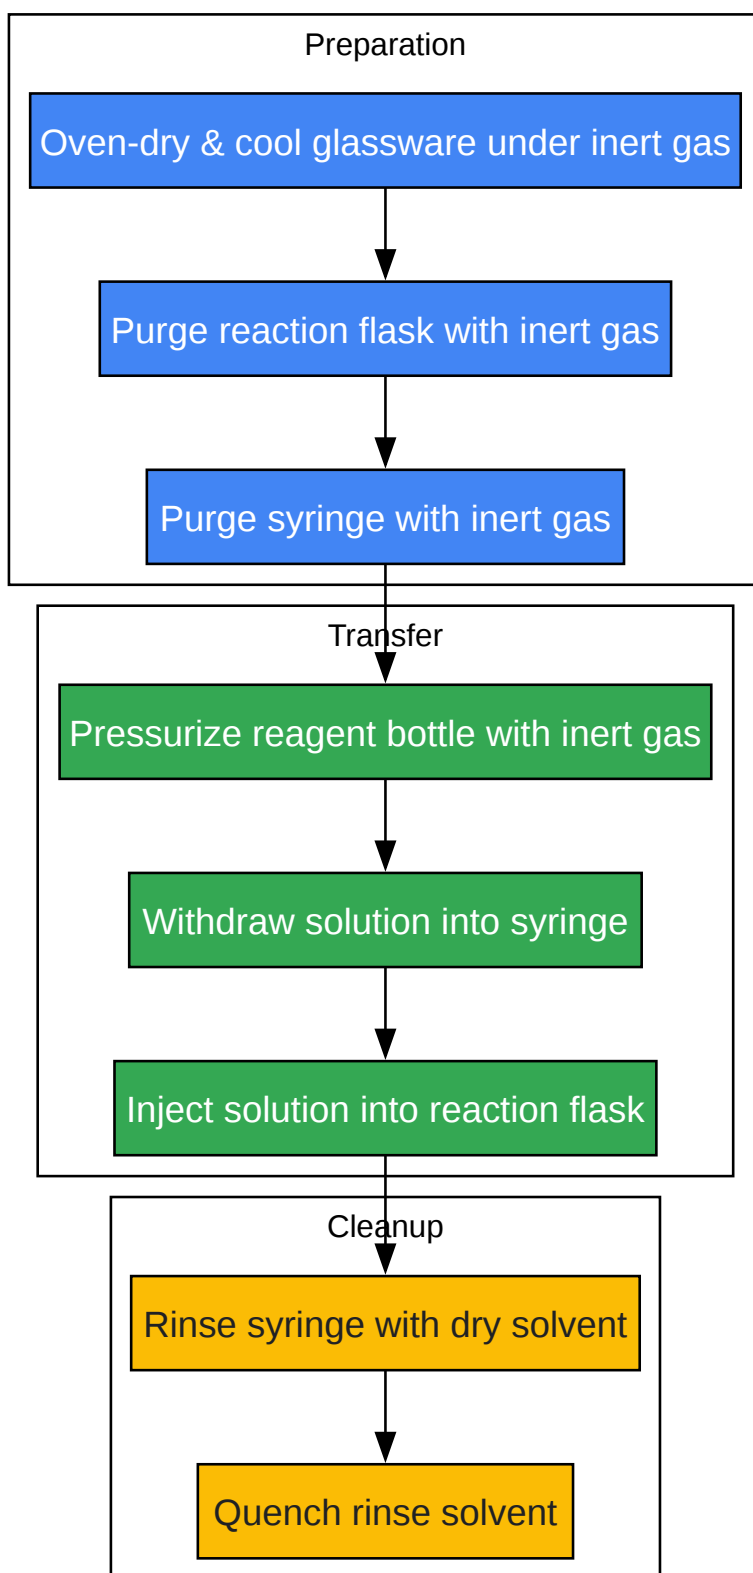 Preparation
Oven-dry & cool glassware under inert gas
Purge reaction flask with inert gas
Purge syringe with inert gas
Transfer
Pressurize reagent bottle with inert gas
Withdraw solution into syringe
Inject solution into reaction flask
Cleanup
Rinse syringe with dry solvent
Quench rinse solvent